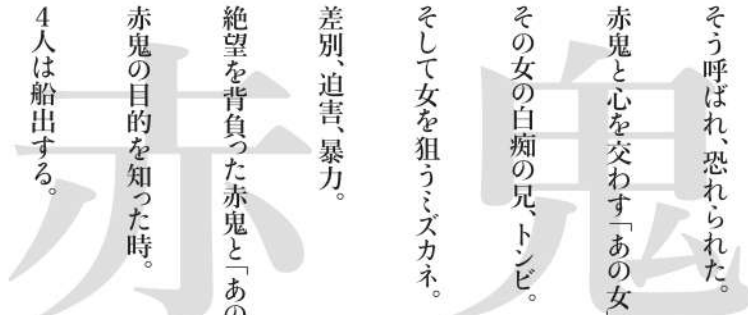 赤鬼
そう呼ばれ、恐れられた。
赤鬼と心を交わす「あの女」
その女の白痴の兄、トンビ。
そして女を狙うミズカネ。
差別、迫害、暴力。
絶望を背負った赤鬼と「あの
赤鬼の目的を知った時。
4人は船出する。